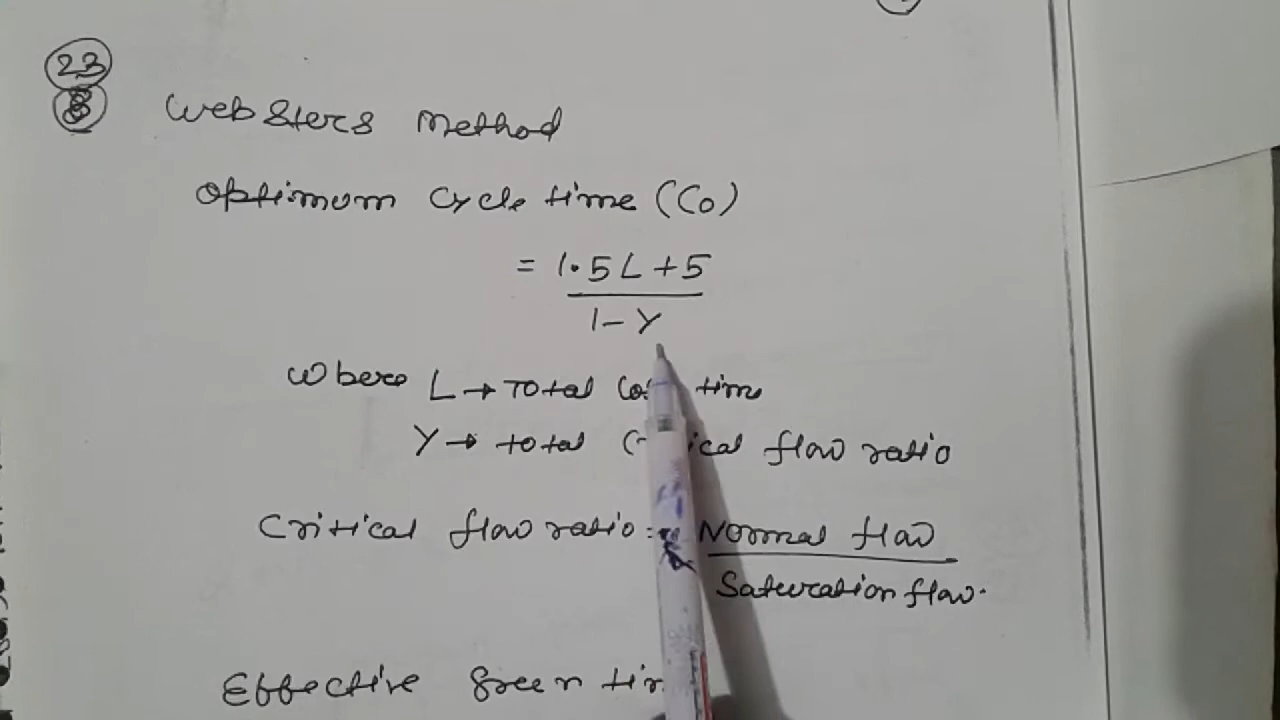 23
8 Websters Method
Optimum Cycle time (Co)
= 1.5L+5
1-Y
Where L → Total time
Y → total flow ratio
Critical flow ratio = Normal flow
Saturation flow.
Effective green